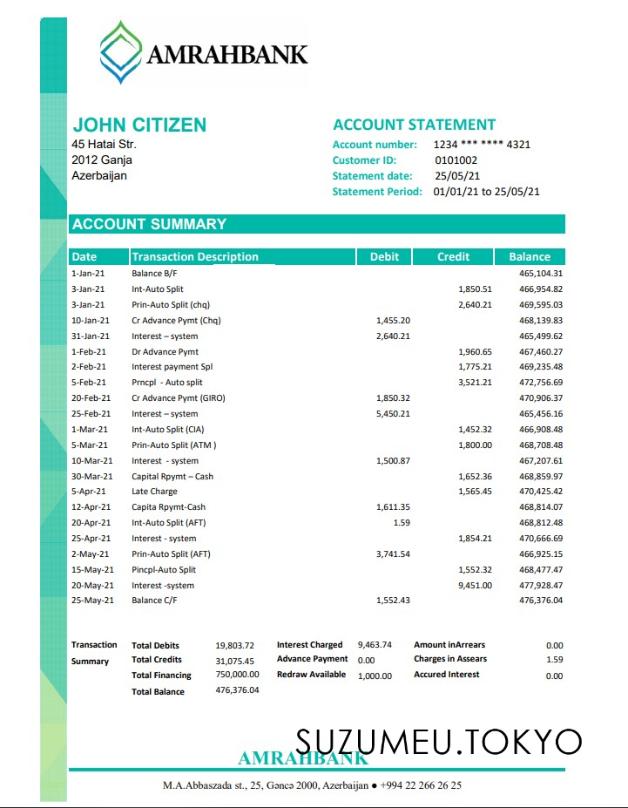 AMRAHBANK
JOHN CITIZEN
45 Hatai Str.
2012 Ganja
Azerbaijan
ACCOUNT STATEMENT
Account number: 1234 *** **** 4321
Customer ID: 0101002
Statement date: 25/05/21
Statement Period: 01/01/21 to 25/05/21
ACCOUNT SUMMARY
Date Transaction Description Debit Credit Balance
1-Jan-21 Balance B/F 465,104.31
3-Jan-21 Int-Auto Split 1,850.51 466,954.82
3-Jan-21 Prin-Auto Split (chq) 2,640.21 469,595.03
10-Jan-21 Cr Advance Pymt (Chq) 1,455.20 468,139.83
31-Jan-21 Interest – system 2,640.21 465,499.62
1-Feb-21 Dr Advance Pymt 1,960.65 467,460.27
2-Feb-21 Interest payment Spl 1,775.21 469,235.48
5-Feb-21 Prncpl - Auto split 3,521.21 472,756.69
20-Feb-21 Cr Advance Pymt (GIRO) 1,850.32 470,906.37
25-Feb-21 Interest – system 5,450.21 465,456.16
1-Mar-21 Int-Auto Split (CIA) 1,452.32 466,908.48
5-Mar-21 Prin-Auto Split (ATM ) 1,800.00 468,708.48
10-Mar-21 Interest - system 1,500.87 467,207.61
30-Mar-21 Capital Rpymt – Cash 1,652.36 468,859.97
5-Apr-21 Late Charge 1,565.45 470,425.42
12-Apr-21 Capita Rpymt-Cash 1,611.35 468,814.07
20-Apr-21 Int-Auto Split (AFT) 1.59 468,812.48
25-Apr-21 Interest - system 1,854.21 470,666.69
2-May-21 Prin-Auto Split (AFT) 3,741.54 466,925.15
15-May-21 Pincpl-Auto Split 1,552.32 468,477.47
20-May-21 Interest -system 9,451.00 477,928.47
25-May-21 Balance C/F 1,552.43 476,376.04
Transaction Total Debits 19,803.72 Interest Charged 9,463.74 Amount inArrears 0.00
Summary Total Credits 31,075.45 Advance Payment 0.00 Charges in Assears 1.59
Total Financing 750,000.00 Redraw Available 1,000.00 Accured Interest 0.00
Total Balance 476,376.04
SUZUMEU.TOKYO
AMRAHBANK
M.A.Abbaszada st., 25, Gəncə 2000, Azerbaijan ● +994 22 266 26 25